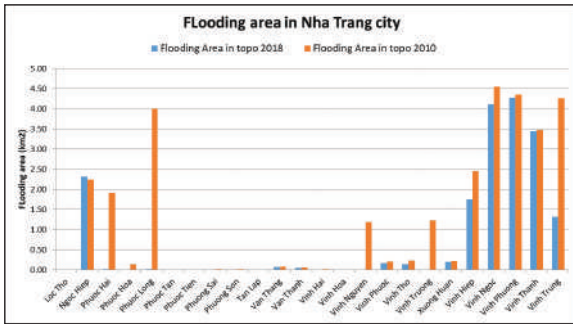 FLooding area in Nha Trang city
Flooding Area in topo 2018
Flooding Area in topo 2010
FLooding area (km2)
5.00
4.50
4.00
3.50
3.00
2.50
2.00
1.50
1.00
0.50
0.00
Loc Tho
Ngoc Hiep
Phuoc Hai
Phuoc Hoa
Phuoc Long
Phuoc Tan
Phuoc Tien
Phuong Sai
Phuong Son
Tan Lap
Van Thang
Van Thanh
Vinh Hai
Vinh Hoa
Vinh Nguyen
Vinh Phuoc
Vinh Tho
Vinh Truong
Xuong Huan
Vinh Hiep
Vinh Ngoc
Vinh Phuong
Vinh Thanh
Vinh Trung